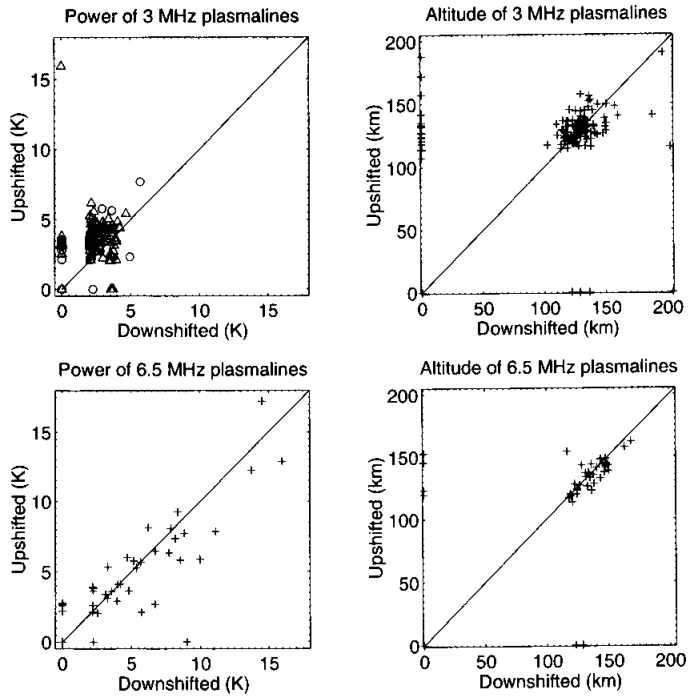 Power of 3 MHz plasmalines
Upshifted (K)
15
10
5
0
0 5 10 15
Downshifted (K)
Altitude of 3 MHz plasmalines
Upshifted (km)
200
150
100
50
0
0 50 100 150 200
Downshifted (km)
Power of 6.5 MHz plasmalines
Upshifted (K)
15
10
5
0
0 5 10 15
Downshifted (K)
Altitude of 6.5 MHz plasmalines
Upshifted (km)
200
150
100
50
0
0 50 100 150 200
Downshifted (km)